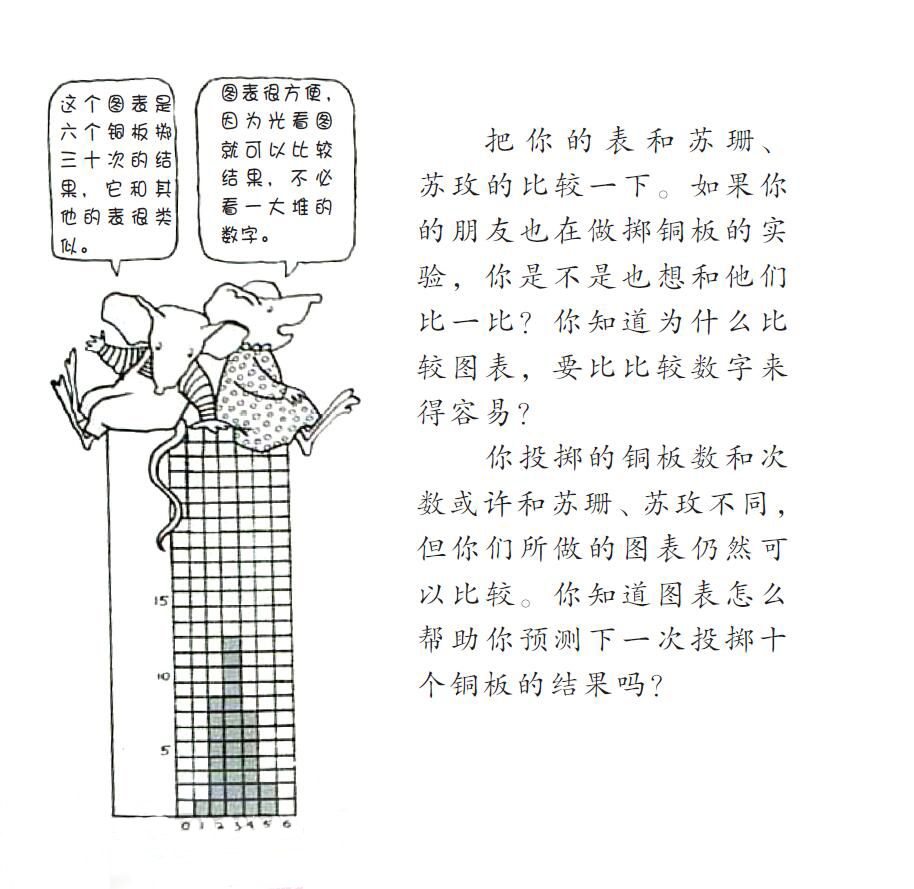 这个图表是
六个铜板掷
三十次的结
果，它和其
他的表很类
似。
图表很方便，
因为光看图
就可以比较
结果，不必
看一大堆的
数字。
把你的表和苏珊、
苏玫的比较一下。如果你
的朋友也在做掷铜板的实
验，你是不是也想和他们
比一比？你知道为什么比
较图表，要比比较数字来
得容易？
你投掷的铜板数和次
数或许和苏珊、苏玫不同，
但你们所做的图表仍然可
以比较。你知道图表怎么
帮助你预测下一次投掷十
个铜板的结果吗？
15
10
5
0 1 2 3 4 5 6